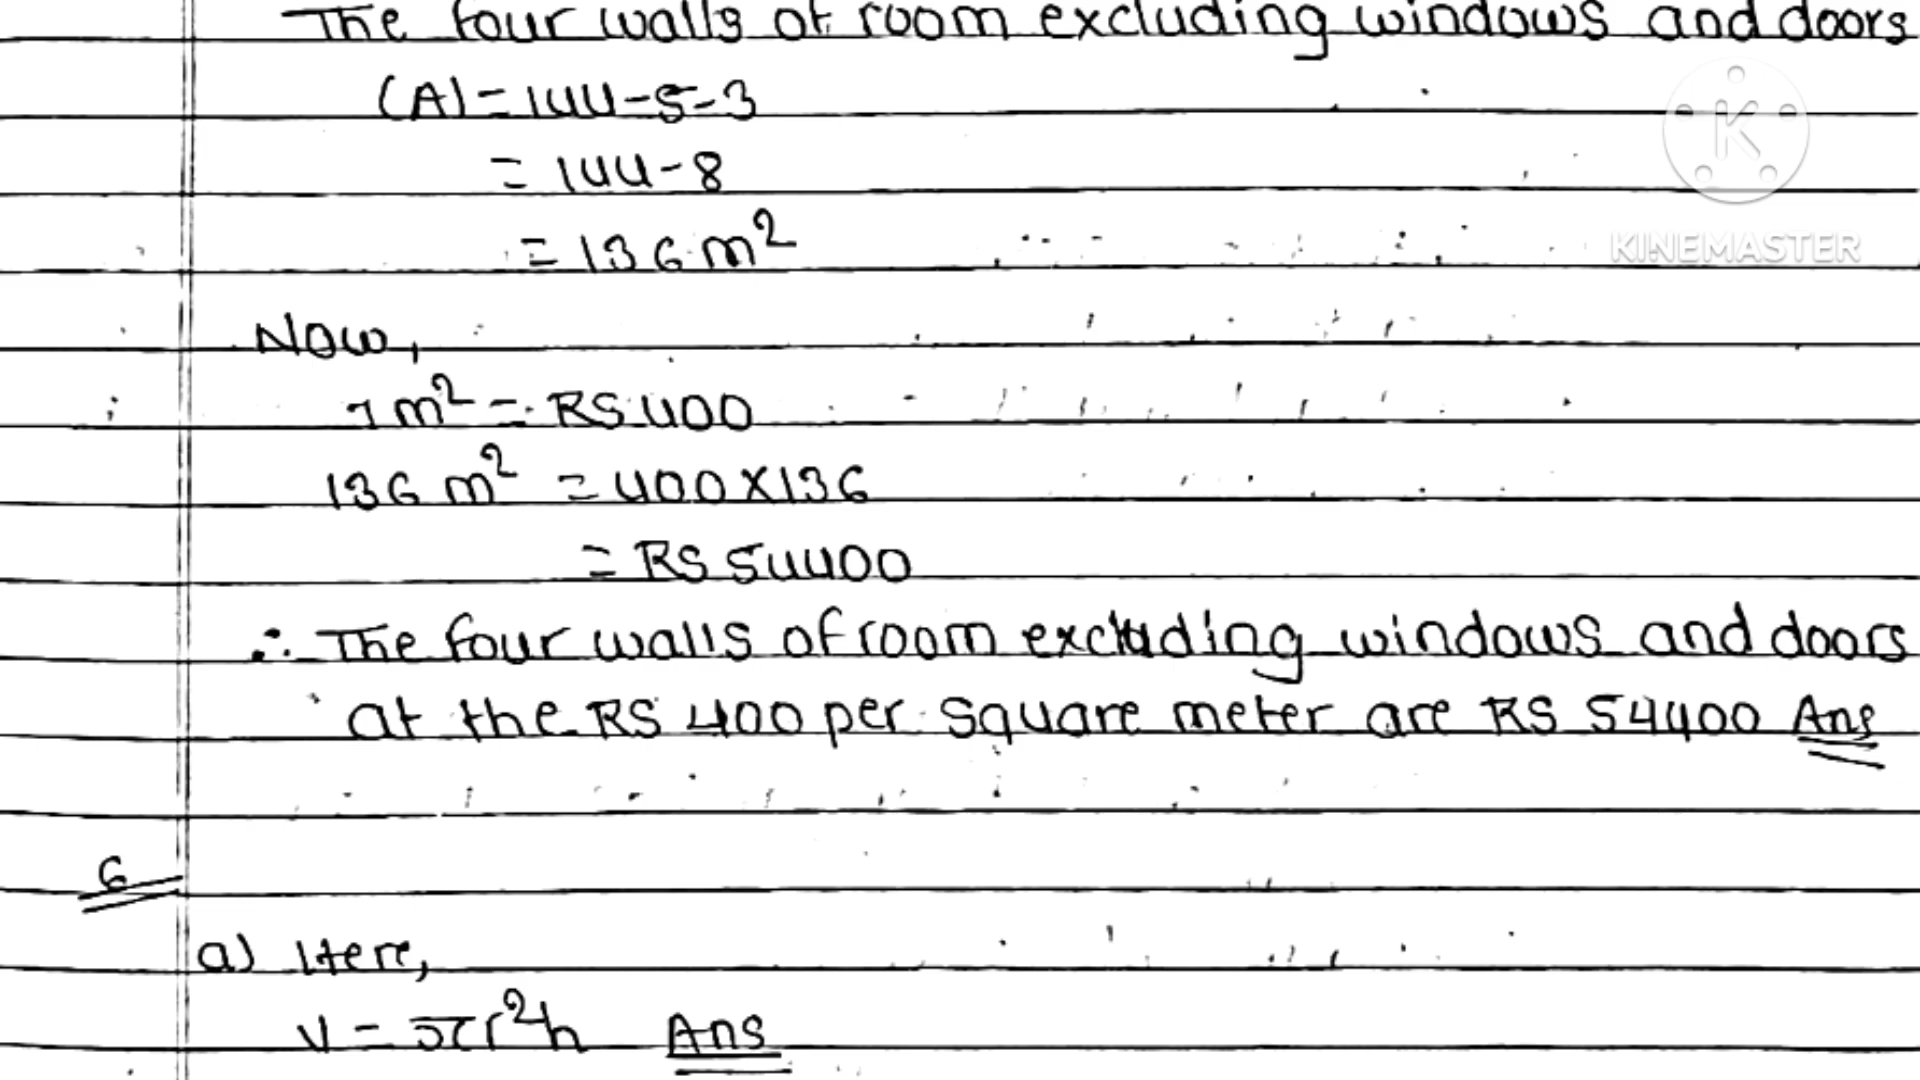 The four walls of room excluding windows and doors
(A) = 144-5-3
= 144-8
= 136 m²
KINEMASTER
Now,
1 m² = RS 400
136 m² = 400×136
= RS 54400
∴ The four walls of room excluding windows and doors
at the RS 400 per square meter are RS 54400 Ans
6
a) Here,
V = πr²h Ans